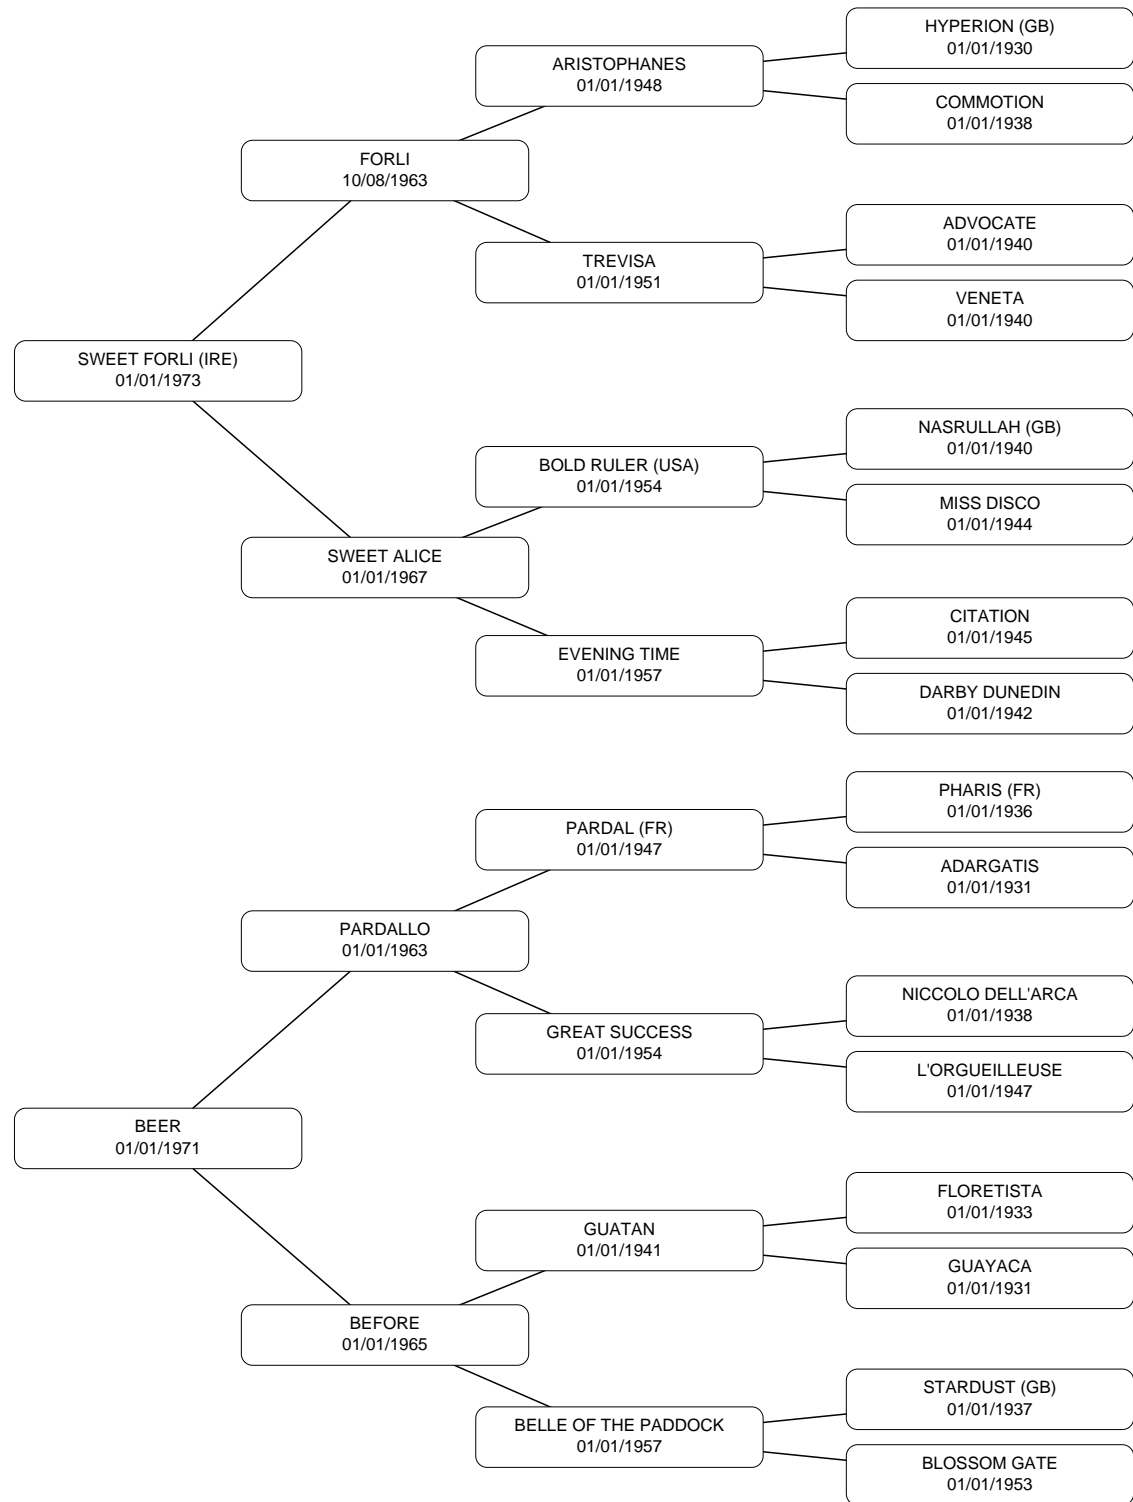 HYPERION (GB)
01/01/1930
ARISTOPHANES
01/01/1948
COMMOTION
01/01/1938
FORLI
10/08/1963
ADVOCATE
01/01/1940
TREVISA
01/01/1951
VENETA
01/01/1940
SWEET FORLI (IRE)
01/01/1973
NASRULLAH (GB)
01/01/1940
BOLD RULER (USA)
01/01/1954
MISS DISCO
01/01/1944
SWEET ALICE
01/01/1967
CITATION
01/01/1945
EVENING TIME
01/01/1957
DARBY DUNEDIN
01/01/1942
PHARIS (FR)
01/01/1936
PARDAL (FR)
01/01/1947
ADARGATIS
01/01/1931
PARDALLO
01/01/1963
NICCOLO DELL'ARCA
01/01/1938
GREAT SUCCESS
01/01/1954
L'ORGUEILLEUSE
01/01/1947
BEER
01/01/1971
FLORETISTA
01/01/1933
GUATAN
01/01/1941
GUAYACA
01/01/1931
BEFORE
01/01/1965
STARDUST (GB)
01/01/1937
BELLE OF THE PADDOCK
01/01/1957
BLOSSOM GATE
01/01/1953